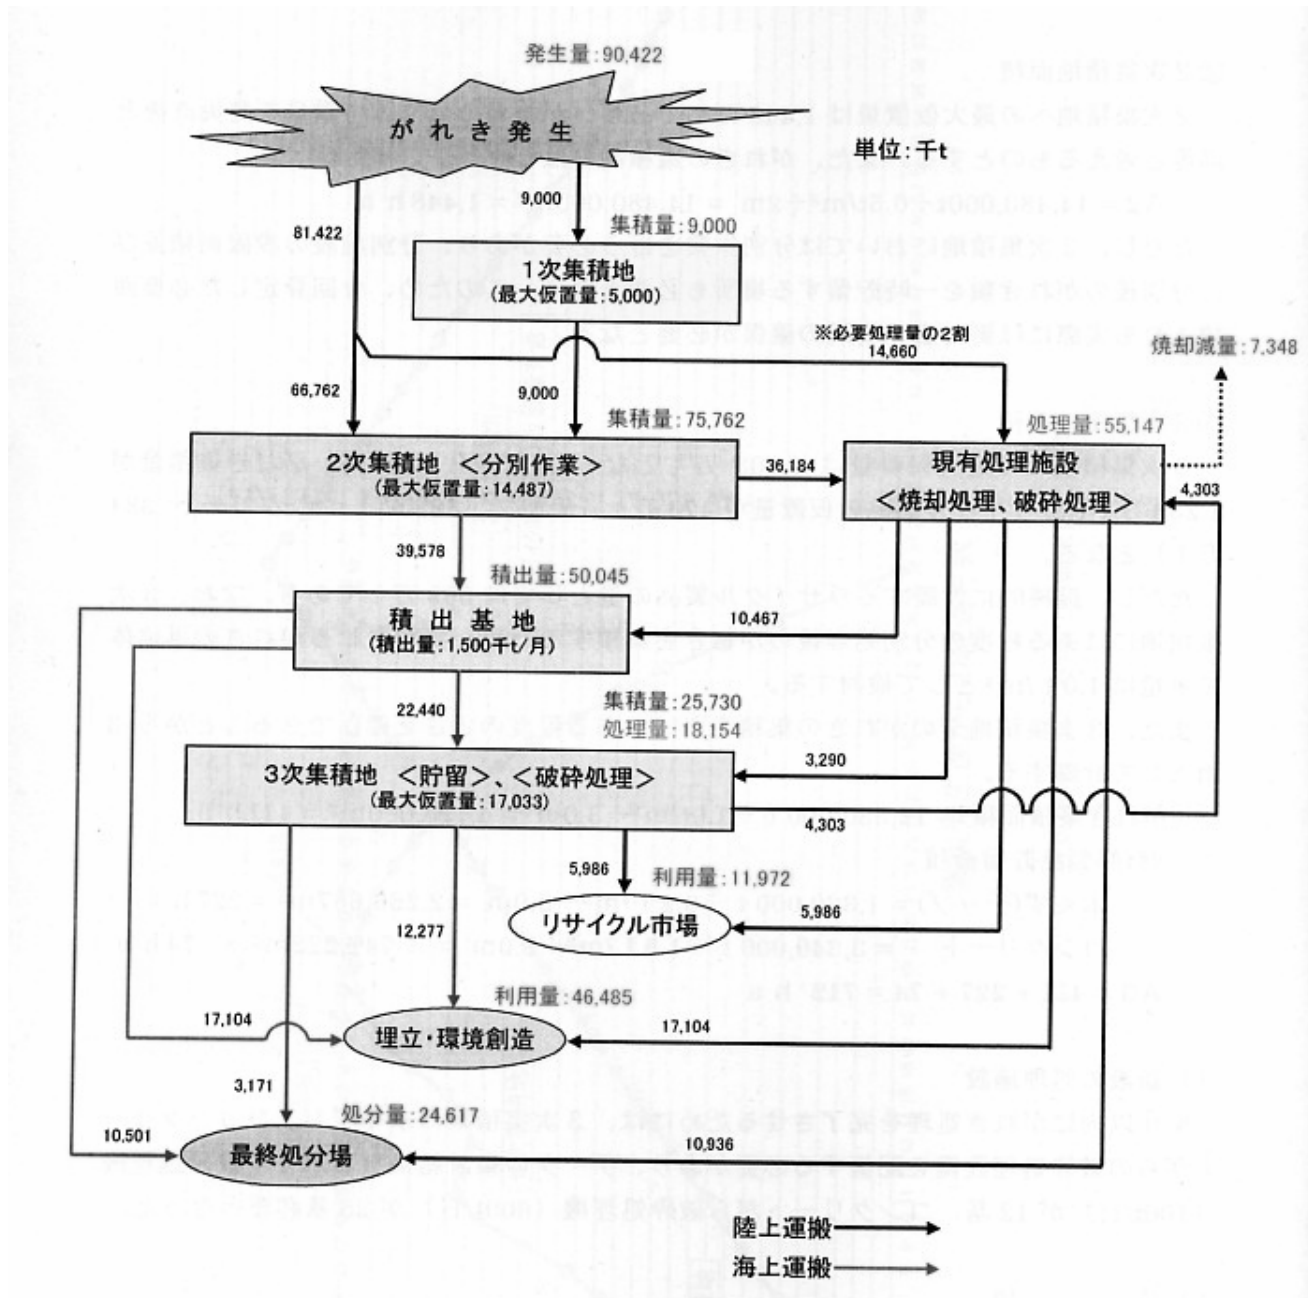 発生量:90,422
がれき発生
単位:千t
9,000
81,422
集積量:9,000
1次集積地
(最大仮置量:5,000)
※必要処理量の2割
14,660
焼却減量:7,348
66,762
9,000
集積量:75,762
処理量:55,147
2次集積地 <分別作業>
(最大仮置量:14,487)
36,184
現有処理施設
<焼却処理、破砕処理>
4,303
39,578
積出量:50,045
積出基地
(積出量:1,500千t/月)
10,467
22,440
集積量:25,730
処理量:18,154
3次集積地 <貯留>、<破砕処理>
(最大仮置量:17,033)
3,290
4,303
5,986
利用量:11,972
リサイクル市場
5,986
12,277
利用量:46,485
17,104
埋立・環境創造
17,104
3,171
処分量:24,617
10,501
最終処分場
10,936
陸上運搬
海上運搬